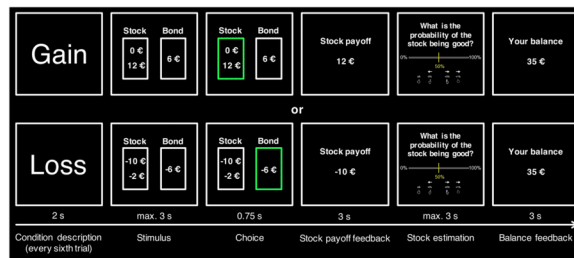 Gain
Stock Bond
0 € 6 €
12 €
Stock Bond
0 € 6 €
12 €
Stock payoff
12 €
What is the
probability of the
stock being good?
0% 100%
50%
Your balance
35 €
or
Loss
Stock Bond
-10 € -6 €
-2 €
Stock Bond
-10 € -6 €
-2 €
Stock payoff
-10 €
What is the
probability of the
stock being good?
0% 100%
50%
Your balance
35 €
2 s max. 3 s 0.75 s 3 s max. 3 s 3 s
Condition description Stimulus Choice Stock payoff feedback Stock estimation Balance feedback
(every sixth trial)